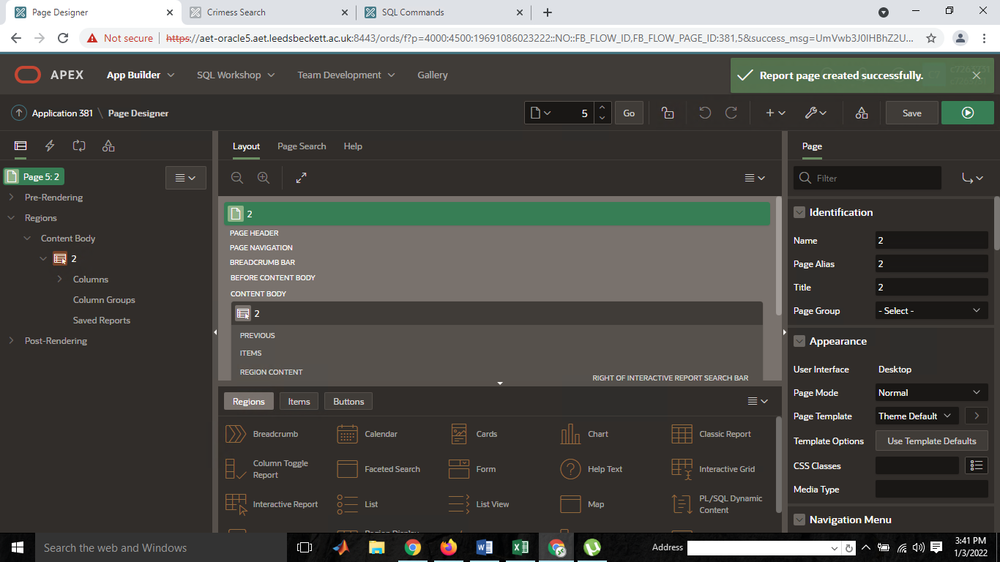 Page Designer
Crimess Search
SQL Commands
Not secure
https://aet-oracle5.aet.leedsbeckett.ac.uk:8443/ords/f?p=4000:4500:19691086023222::NO::FB_FLOW_ID,FB_FLOW_PAGE_ID:381,5&success_msg=UmVwb3J0IHBhZ2U...
APEX
App Builder
SQL Workshop
Team Development
Gallery
Report page created successfully.
Application 381 \ Page Designer
5
Go
Save
Layout
Page Search
Help
Page
Page 5: 2
Filter
Pre-Rendering
Regions
Content Body
2
Columns
Column Groups
Saved Reports
Post-Rendering
2
PAGE HEADER
PAGE NAVIGATION
BREADCRUMB BAR
BEFORE CONTENT BODY
CONTENT BODY
2
PREVIOUS
ITEMS
REGION CONTENT
RIGHT OF INTERACTIVE REPORT SEARCH BAR
Regions
Items
Buttons
Breadcrumb
Calendar
Cards
Chart
Classic Report
Column Toggle
Report
Faceted Search
Form
Help Text
Interactive Grid
Interactive Report
List
List View
Map
PL/SQL Dynamic
Content
Region Display
Identification
Name
2
Page Alias
2
Title
2
Page Group
- Select -
Appearance
User Interface
Desktop
Page Mode
Normal
Page Template
Theme Default
Template Options
Use Template Defaults
CSS Classes
Media Type
Navigation Menu
Search the web and Windows
Address
3:41 PM
1/3/2022